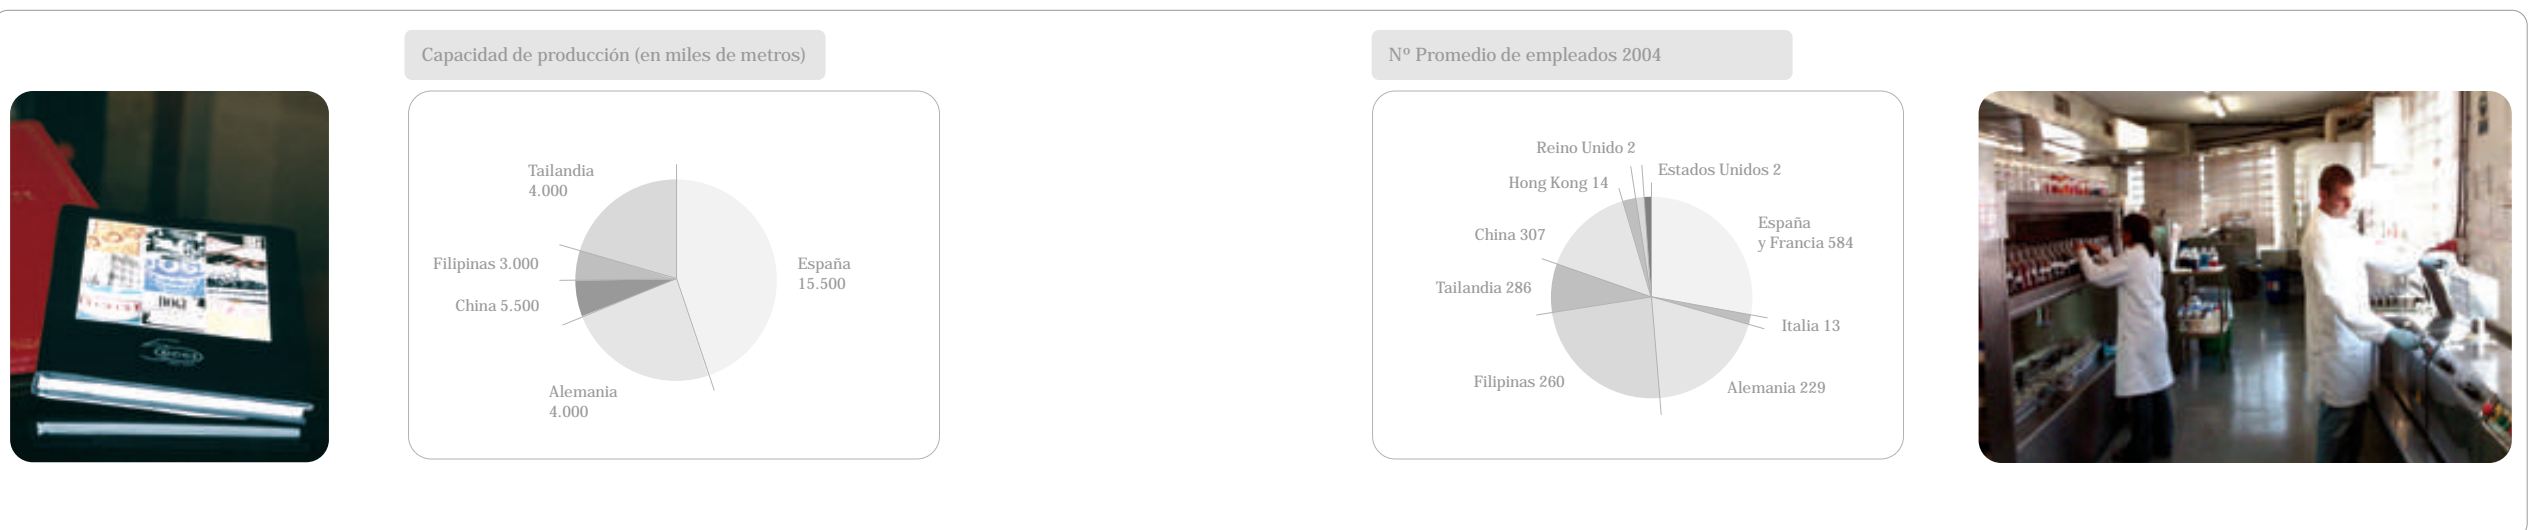 Capacidad de producción (en miles de metros)
Tailandia
4.000
Filipinas 3.000
China 5.500
España
15.500
Alemania
4.000
Nº Promedio de empleados 2004
Reino Unido 2
Estados Unidos 2
Hong Kong 14
España
y Francia 584
China 307
Tailandia 286
Italia 13
Filipinas 260
Alemania 229